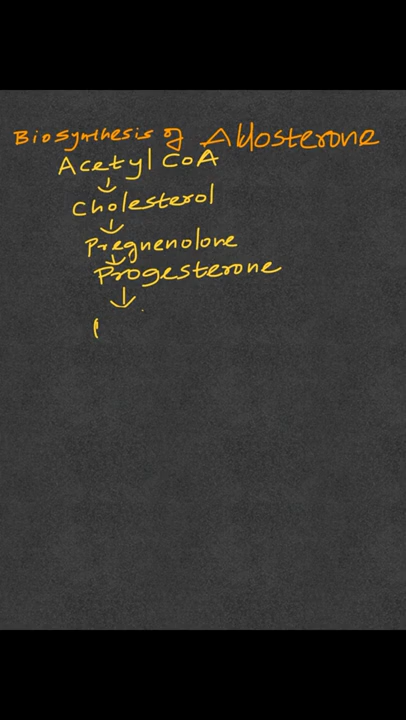 Biosynthesis of Aldosterone
Acetyl CoA
↓
Cholesterol
↓
Pregnenolone
↓
Progesterone
↓